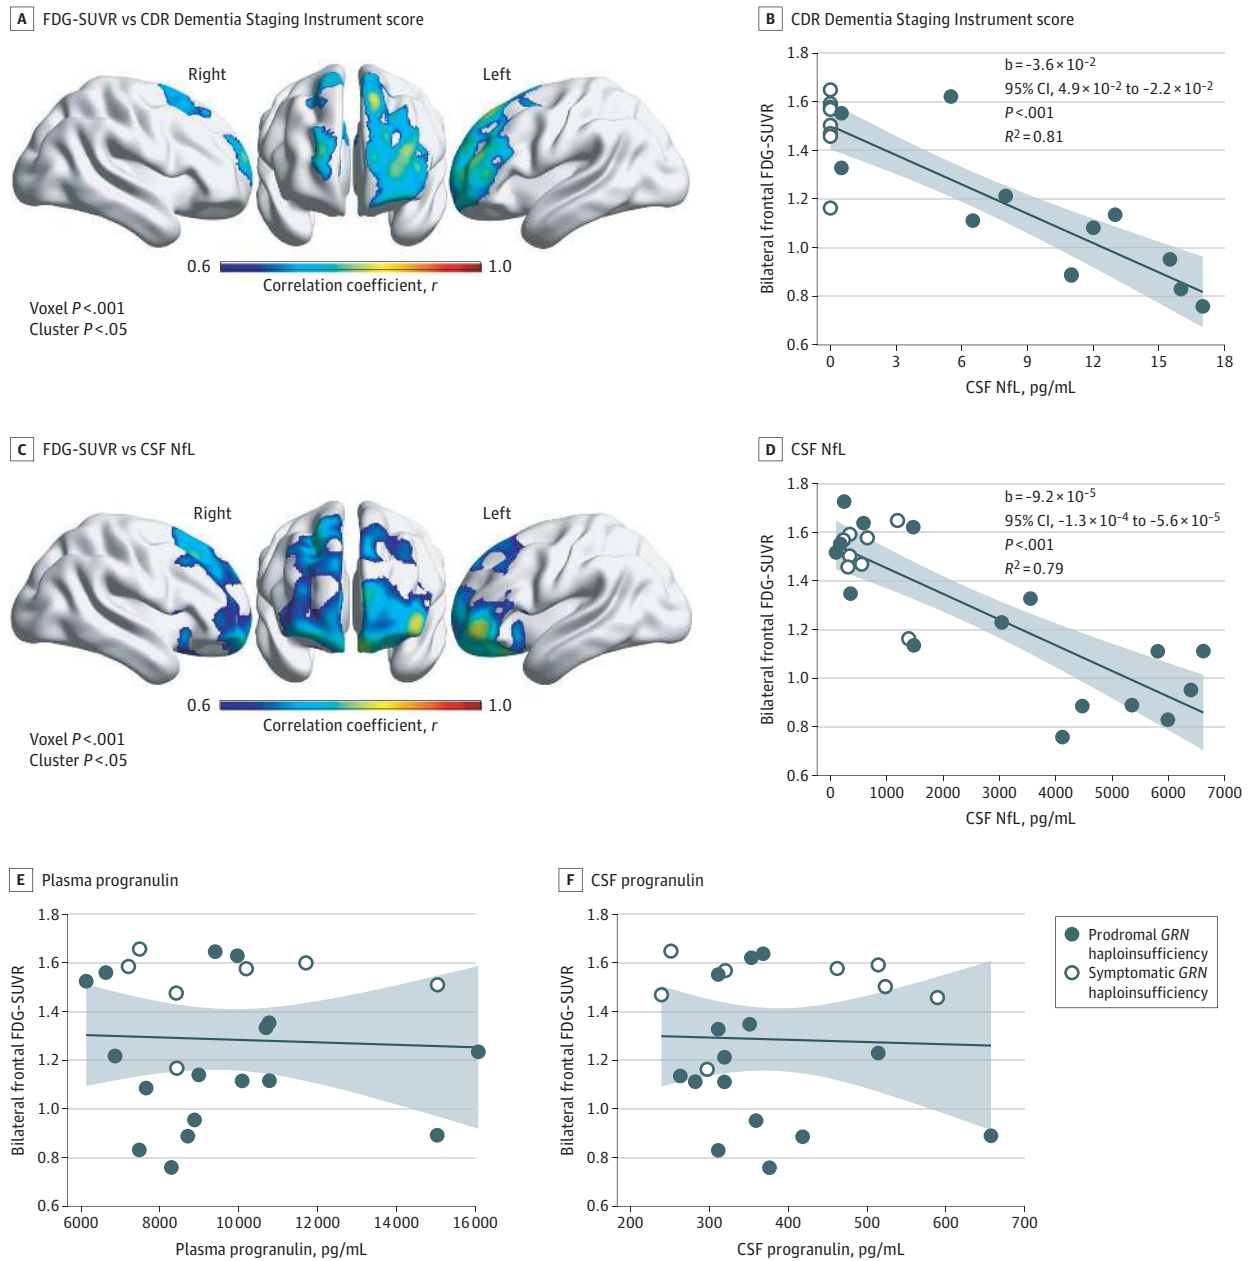 A FDG-SUVR vs CDR Dementia Staging Instrument score
Right
Left
0.6
1.0
Correlation coefficient, r
Voxel P<.001
Cluster P<.05
B CDR Dementia Staging Instrument score
b=-3.6×10-2
95% CI, 4.9×10-2 to -2.2×10-2
P<.001
R2=0.81
Bilateral frontal FDG-SUVR
1.8
1.6
1.4
1.2
1.0
0.8
0.6
0 3 6 9 12 15 18
CSF NfL, pg/mL
C FDG-SUVR vs CSF NfL
Right
Left
0.6
1.0
Correlation coefficient, r
Voxel P<.001
Cluster P<.05
D CSF NfL
b=-9.2×10-5
95% CI, -1.3×10-4 to -5.6×10-5
P<.001
R2=0.79
Bilateral frontal FDG-SUVR
1.8
1.6
1.4
1.2
1.0
0.8
0.6
0 1000 2000 3000 4000 5000 6000 7000
CSF NfL, pg/mL
E Plasma progranulin
Bilateral frontal FDG-SUVR
1.8
1.6
1.4
1.2
1.0
0.8
0.6
6000 8000 10000 12000 14000 16000
Plasma progranulin, pg/mL
F CSF progranulin
Bilateral frontal FDG-SUVR
1.8
1.6
1.4
1.2
1.0
0.8
0.6
200 300 400 500 600 700
CSF progranulin, pg/mL
Prodromal GRN
haploinsufficiency
Symptomatic GRN
haploinsufficiency